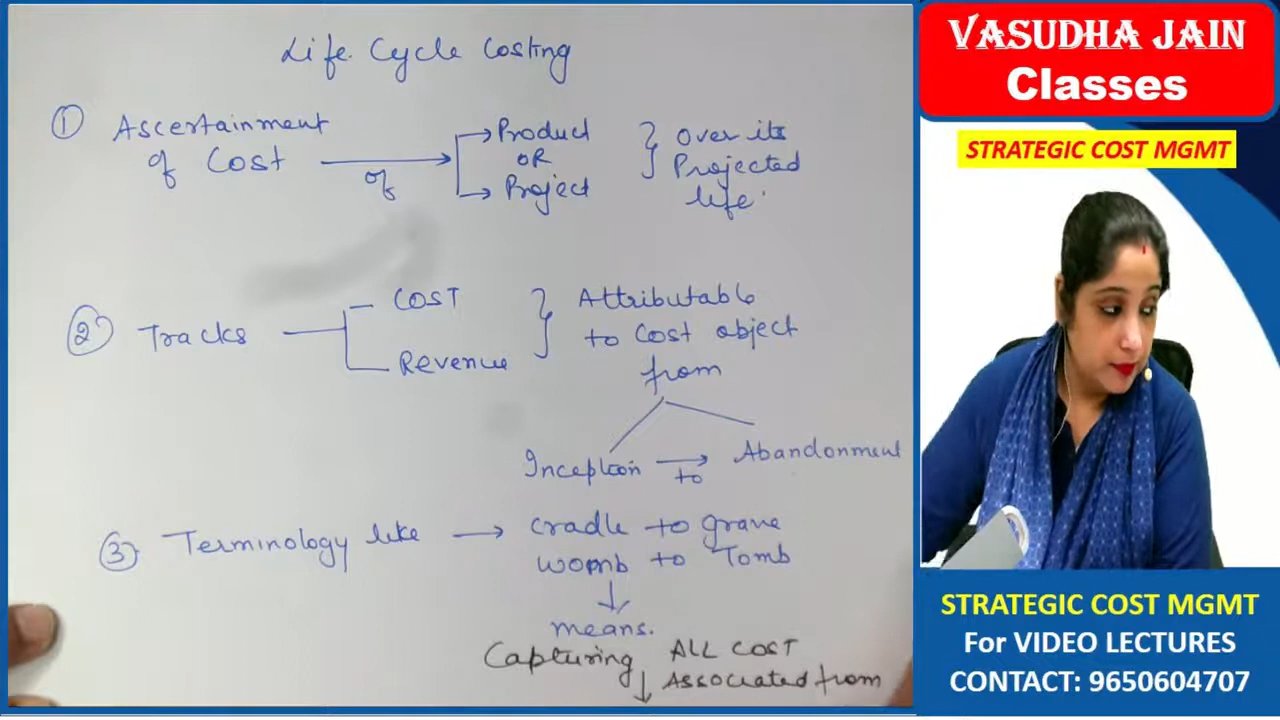 Life Cycle Costing
① Ascertainment
of Cost
of
Product
OR
Project
over its
Projected
life
② Tracks
COST
Revenue
Attributable
to Cost object
from
Inception
to
Abandonment
③ Terminology like
cradle to grave
womb to Tomb
means.
Capturing ALL COST
Associated from
VASUDHA JAIN
Classes
STRATEGIC COST MGMT
STRATEGIC COST MGMT
For VIDEO LECTURES
CONTACT: 9650604707